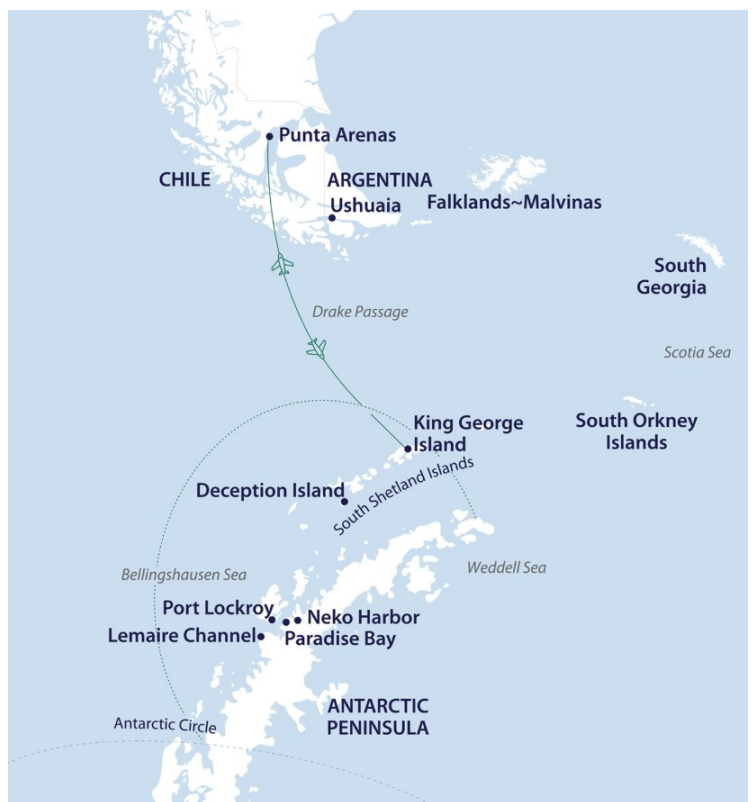 Punta Arenas
CHILE
ARGENTINA
Ushuaia
Falklands~Malvinas
South
Georgia
Drake Passage
Scotia Sea
King George
Island
South Orkney
Islands
Deception Island
South Shetland Islands
Bellingshausen Sea
Weddell Sea
Port Lockroy
Neko Harbor
Lemaire Channel
Paradise Bay
ANTARCTIC
PENINSULA
Antarctic Circle